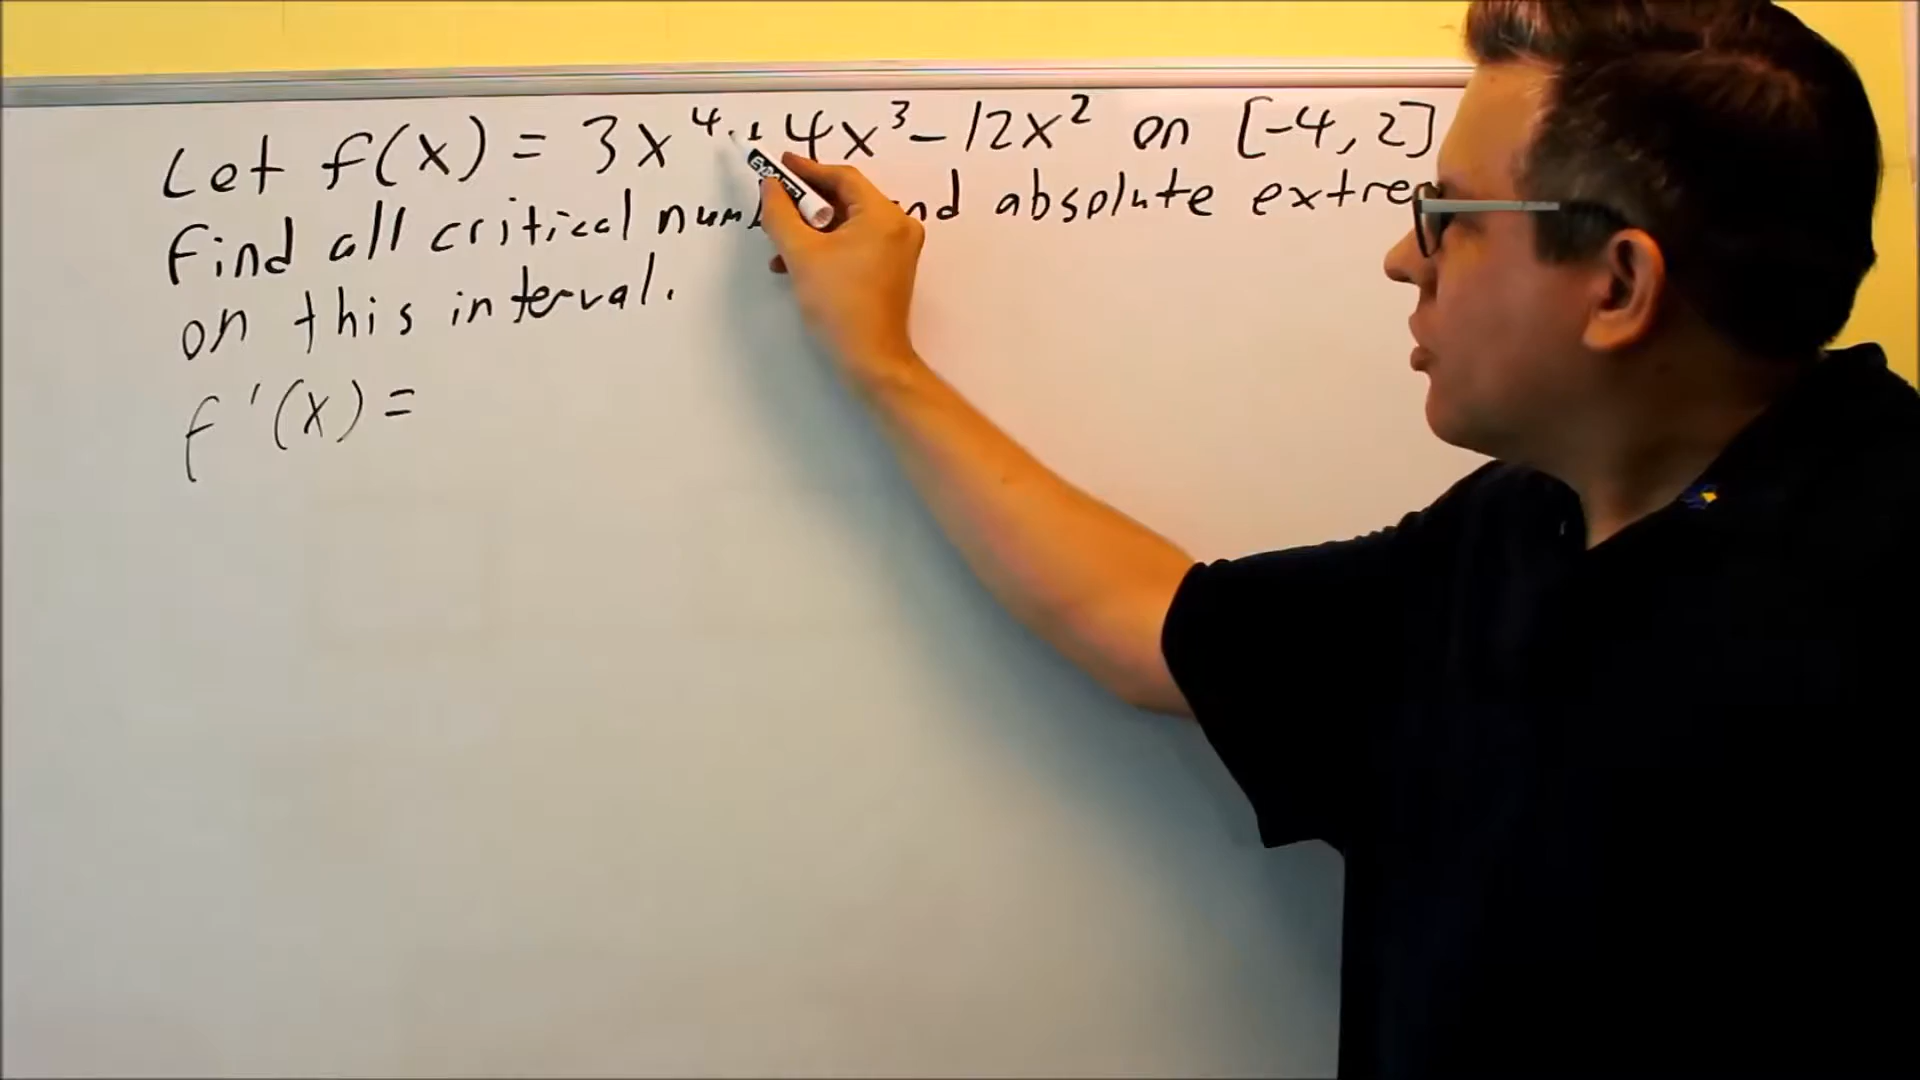 Let f(x) = 3x⁴ + 4x³ - 12x² on [-4, 2]
Find all critical absolute
on this interval.
f'(x) =